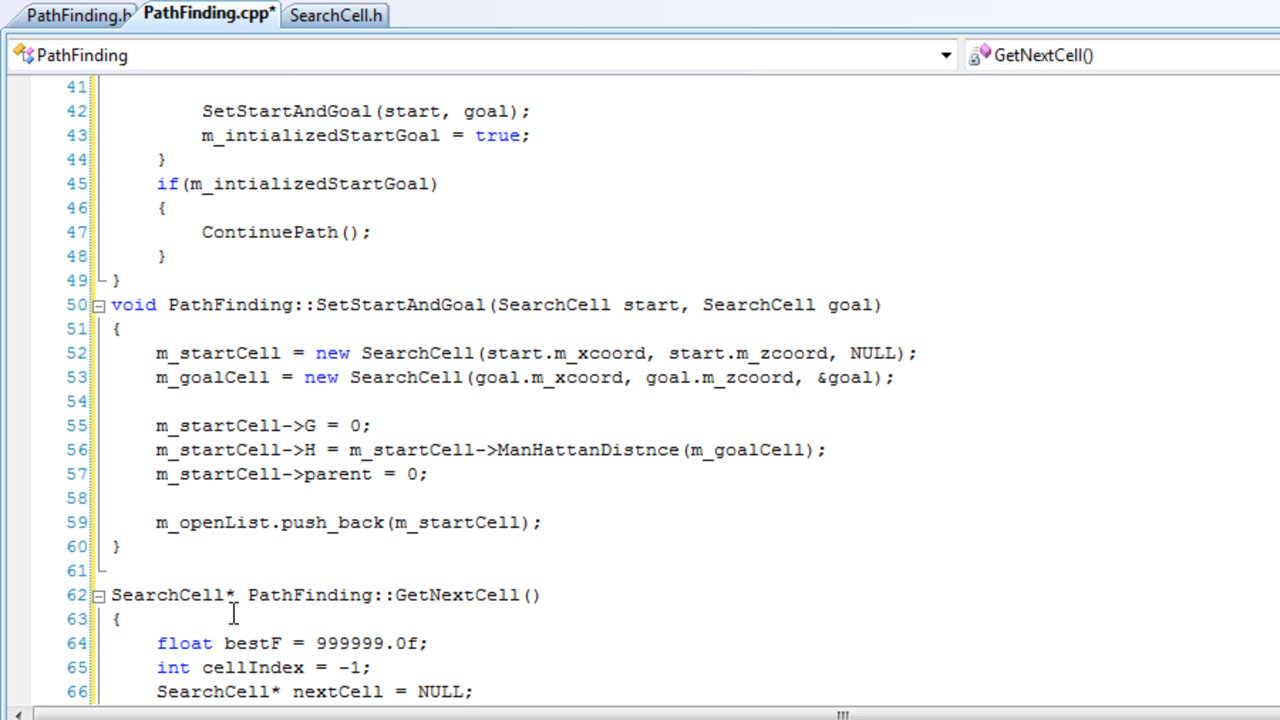 PathFinding.h PathFinding.cpp* SearchCell.h
PathFinding GetNextCell()
41
42 SetStartAndGoal(start, goal);
43 m_intializedStartGoal = true;
44 }
45 if(m_intializedStartGoal)
46 {
47 ContinuePath();
48 }
49 }
50 void PathFinding::SetStartAndGoal(SearchCell start, SearchCell goal)
51 {
52 m_startCell = new SearchCell(start.m_xcoord, start.m_zcoord, NULL);
53 m_goalCell = new SearchCell(goal.m_xcoord, goal.m_zcoord, &goal);
54
55 m_startCell->G = 0;
56 m_startCell->H = m_startCell->ManHattanDistnce(m_goalCell);
57 m_startCell->parent = 0;
58
59 m_openList.push_back(m_startCell);
60 }
61
62 SearchCell* PathFinding::GetNextCell()
63 {
64 float bestF = 999999.0f;
65 int cellIndex = -1;
66 SearchCell* nextCell = NULL;